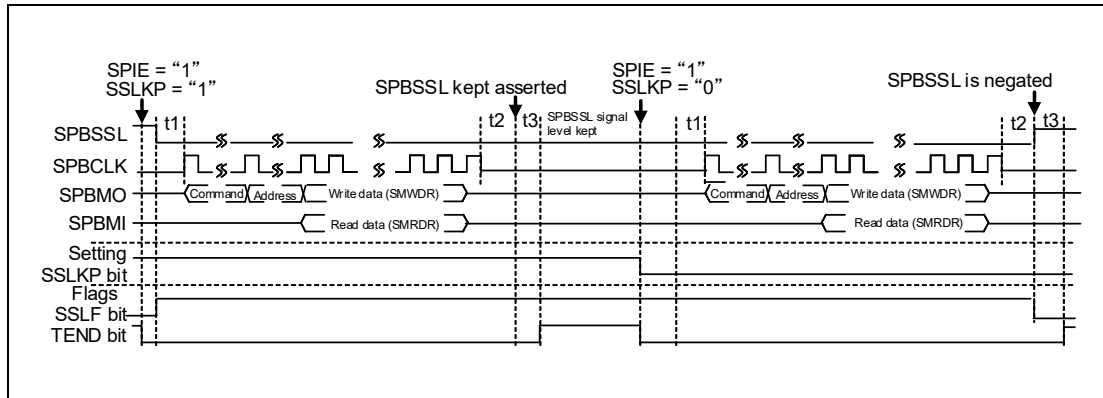 SPIE = “1”
SSLKP = “1”
SPBSSL kept asserted
SPIE = “1”
SSLKP = “0”
SPBSSL is negated
SPBSSL
t1
t2
t3
SPBSSL signal
level kept
t1
t2
t3
SPBCLK
SPBMO
Command
Address
Write data (SMWDR)
Command
Address
Write data (SMWDR)
SPBMI
Read data (SMRDR)
Read data (SMRDR)
Setting
SSLKP bit
Flags
SSLF bit
TEND bit